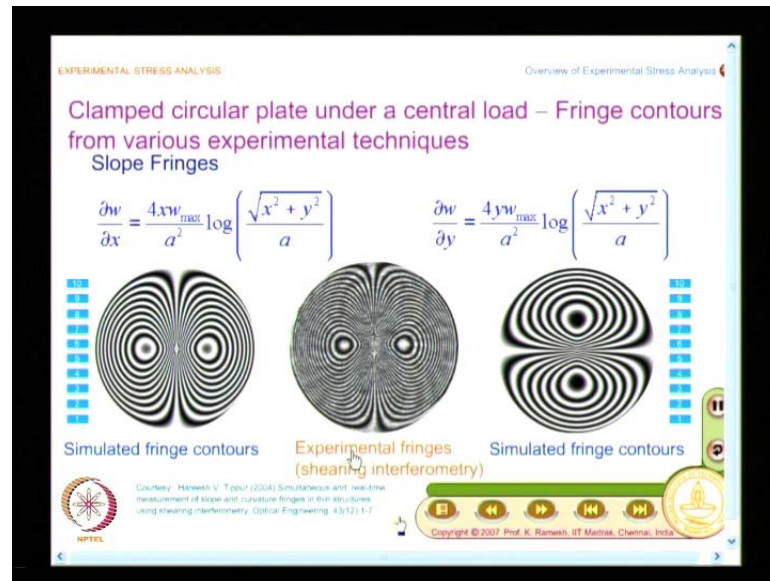 EXPERIMENTAL STRESS ANALYSIS
Overview of Experimental Stress Analysis
Clamped circular plate under a central load – Fringe contours
from various experimental techniques
Slope Fringes
∂w/∂x = 4xw_max/a² log(√(x² + y²)/a)
∂w/∂y = 4yw_max/a² log(√(x² + y²)/a)
10
9
8
7
6
5
4
3
2
1
10
9
8
7
6
5
4
3
2
1
Simulated fringe contours
Experimental fringes
(shearing interferometry)
Simulated fringe contours
Courtesy: Hareesh V. Tippur (2004) Simultaneous and real-time
measurement of slope and curvature fringes in thin structures
using shearing interferometry. Optical Engineering. 43(12) 1-7
NPTEL
Copyright © 2007 Prof. K. Ramesh, IIT Madras, Chennai, India